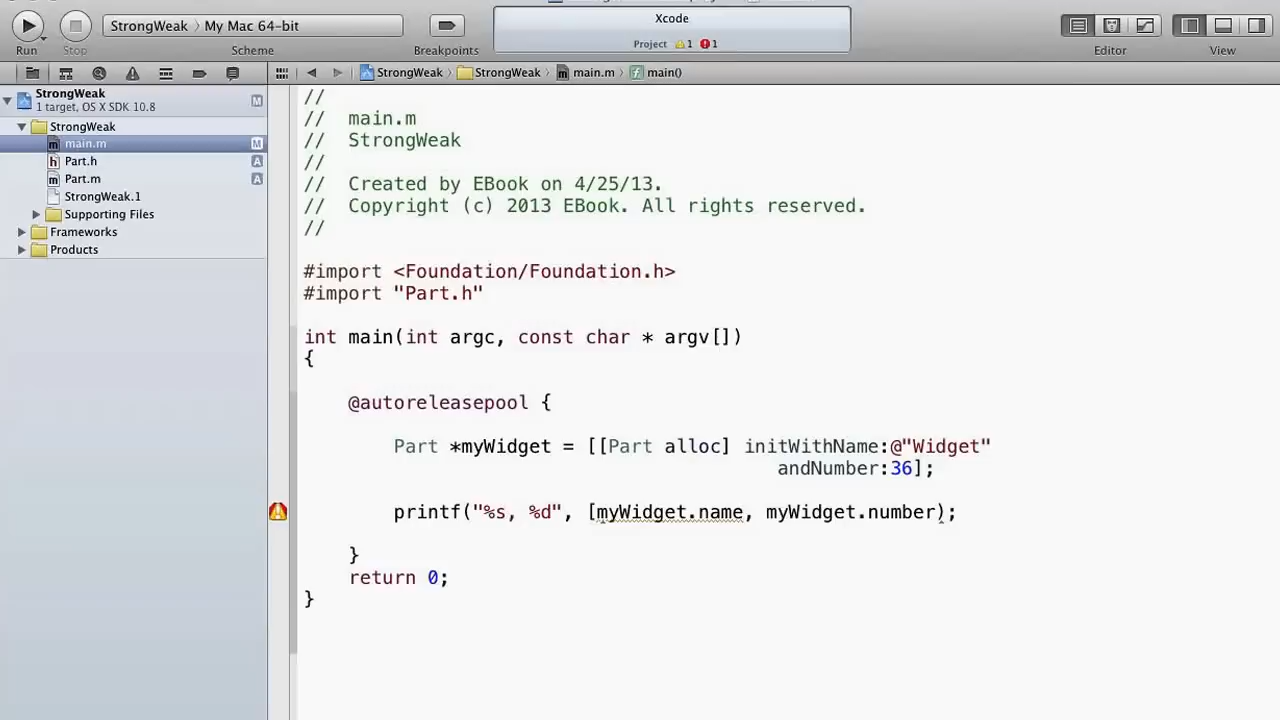 StrongWeak > My Mac 64-bit
Xcode
Project 1 1
Run Stop Scheme Breakpoints Editor View
StrongWeak StrongWeak main.m main()
StrongWeak M
1 target, OS X SDK 10.8
StrongWeak
main.m M
Part.h A
Part.m A
StrongWeak.1
Supporting Files
Frameworks
Products
//
// main.m
// StrongWeak
//
// Created by EBook on 4/25/13.
// Copyright (c) 2013 EBook. All rights reserved.
//
#import <Foundation/Foundation.h>
#import "Part.h"
int main(int argc, const char * argv[])
{
@autoreleasepool {
Part *myWidget = [[Part alloc] initWithName:@"Widget"
andNumber:36];
printf("%s, %d", [myWidget.name, myWidget.number);
}
return 0;
}